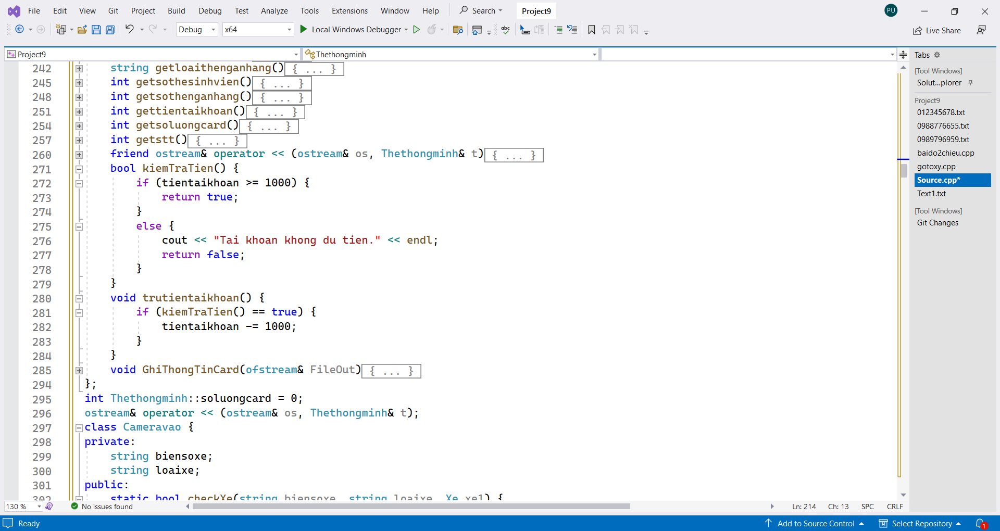 File Edit View Git Project Build Debug Test Analyze Tools Extensions Window Help Search Project9 PU
Debug x64 Local Windows Debugger abc Live Share
Project9 Thethongminh
242 string getloaithenganhang() { ... }
245 int getsothesinhvien() { ... }
248 int getsothenganhang() { ... }
251 int gettientaikhoan() { ... }
254 int getsoluongcard() { ... }
257 int getstt() { ... }
260 friend ostream& operator << (ostream& os, Thethongminh& t) { ... }
271 bool kiemTraTien() {
272 if (tientaikhoan >= 1000) {
273 return true;
274 }
275 else {
276 cout << "Tai khoan khong du tien." << endl;
277 return false;
278 }
279 }
280 void trutientaikhoan() {
281 if (kiemTraTien() == true) {
282 tientaikhoan -= 1000;
283 }
284 }
285 void GhiThongTinCard(ofstream& FileOut) { ... }
294 };
295 int Thethongminh::soluongcard = 0;
296 ostream& operator << (ostream& os, Thethongminh& t);
297 class Cameravao {
298 private:
299 string biensoxe;
300 string loaixe;
301 public:
302 static bool checkXe(string biensoxe, string loaixe, Xe xe1) {
Tabs
[Tool Windows]
Solut...plorer
Project9
012345678.txt
0988776655.txt
0989796959.txt
baido2chieu.cpp
gotoxy.cpp
Source.cpp*
Text1.txt
[Tool Windows]
Git Changes
130 % No issues found Ln: 214 Ch: 13 SPC CRLF
Ready Add to Source Control Select Repository 1